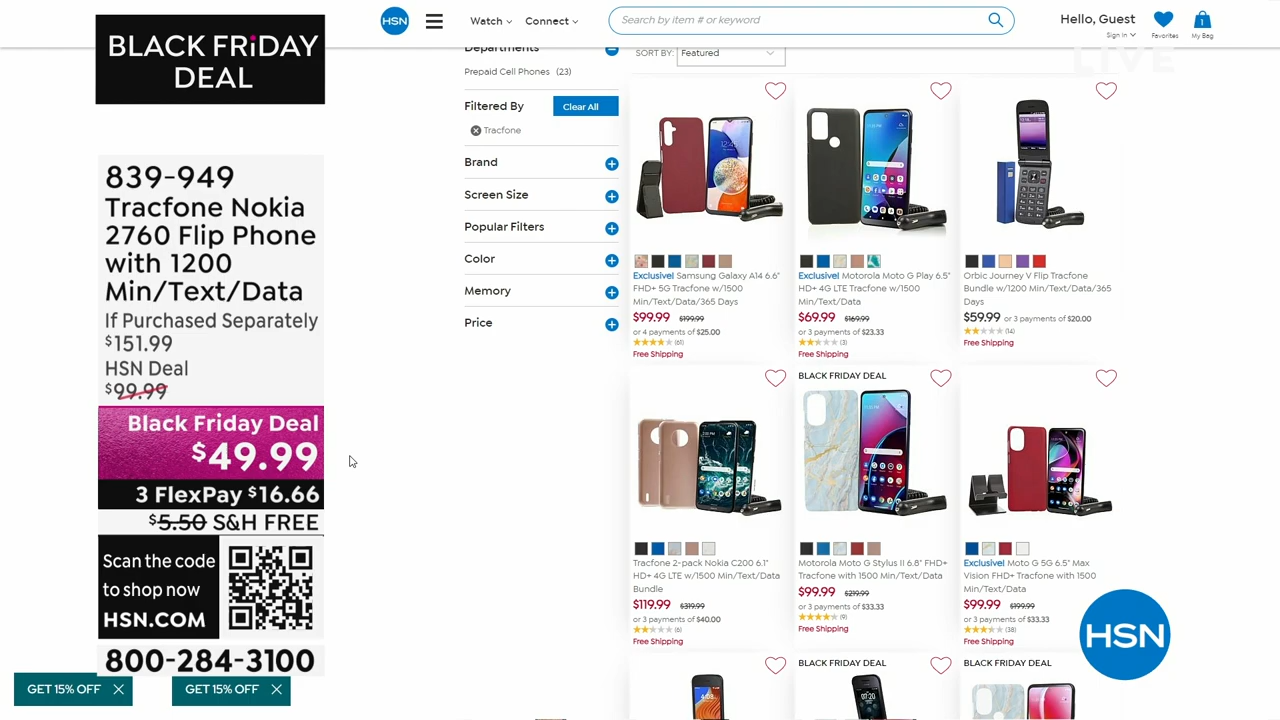 BLACK FRiDAY
DEAL
839-949
Tracfone Nokia
2760 Flip Phone
with 1200
Min/Text/Data
If Purchased Separately
$151.99
HSN Deal
$99.99
Black Friday Deal
$49.99
3 FlexPay $16.66
$5.50 S&H FREE
Scan the code
to shop now
HSN.COM
800-284-3100
GET 15% OFF
GET 15% OFF
HSN
Watch
Connect
Search by item # or keyword
Hello, Guest
Sign In
Favorites
1
My Bag
LIVE
Departments
Prepaid Cell Phones (23)
Filtered By
Clear All
Tracfone
Brand
Screen Size
Popular Filters
Color
Memory
Price
SORT BY: Featured
Exclusive! Samsung Galaxy A14 6.6"
FHD+ 5G Tracfone w/1500
Min/Text/Data/365 Days
$99.99 $199.99
or 4 payments of $25.00
(61)
Free Shipping
Exclusive! Motorola Moto G Play 6.5"
HD+ 4G LTE Tracfone w/1500
Min/Text/Data
$69.99 $169.99
or 3 payments of $23.33
(3)
Free Shipping
Orbic Journey V Flip Tracfone
Bundle w/1200 Min/Text/Data/365
Days
$59.99 or 3 payments of $20.00
(14)
Free Shipping
Tracfone 2-pack Nokia C200 6.1"
HD+ 4G LTE w/1500 Min/Text/Data
Bundle
$119.99 $319.99
or 3 payments of $40.00
(6)
Free Shipping
BLACK FRIDAY DEAL
Motorola Moto G Stylus II 6.8" FHD+
Tracfone with 1500 Min/Text/Data
$99.99 $219.99
or 3 payments of $33.33
(9)
Free Shipping
Exclusive! Moto G 5G 6.5" Max
Vision FHD+ Tracfone with 1500
Min/Text/Data
$99.99 $199.99
or 3 payments of $33.33
(38)
Free Shipping
HSN
BLACK FRIDAY DEAL
BLACK FRIDAY DEAL